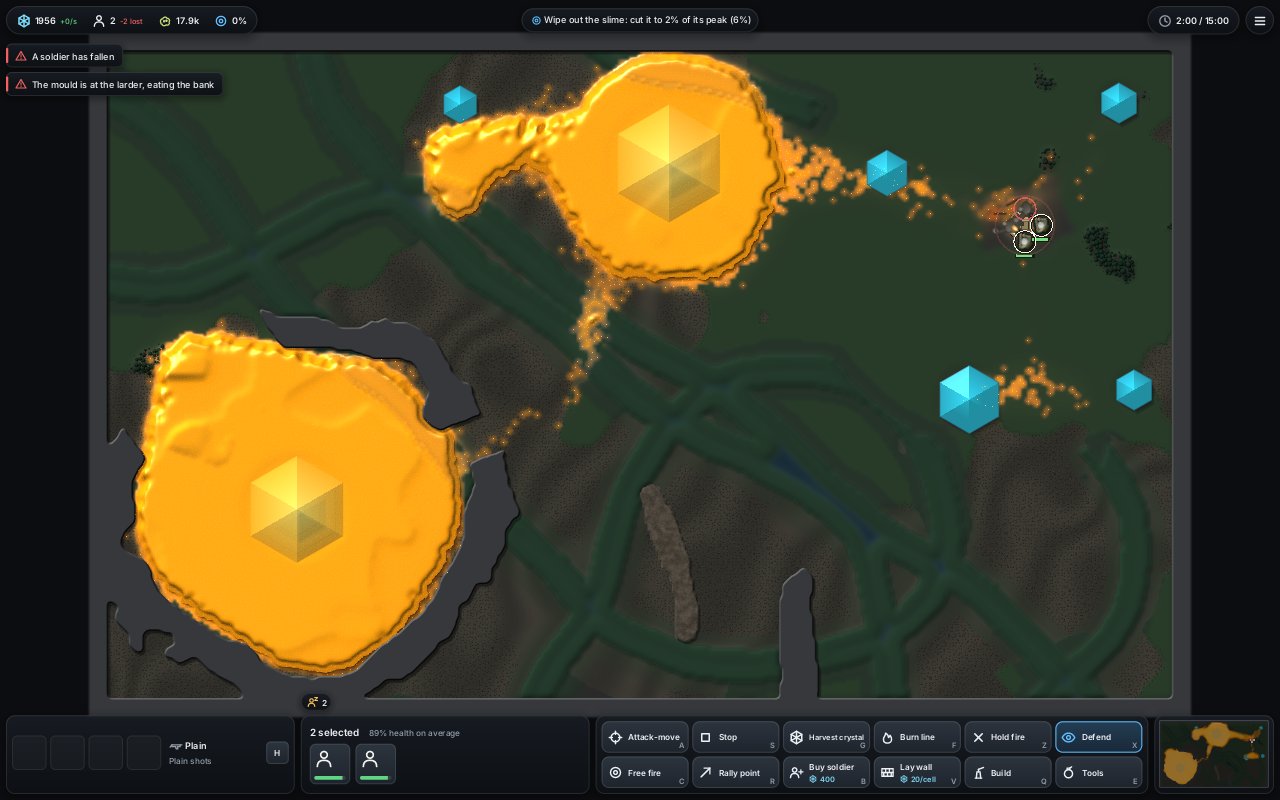 1956 +0/s 2 -2 lost 17.9k 0%
Wipe out the slime: cut it to 2% of its peak (6%)
2:00 / 15:00
A soldier has fallen
The mould is at the larder, eating the bank
2
Plain
Plain shots
H
2 selected 89% health on average
Attack-move A
Stop S
Harvest crystal G
Burn line F
Hold fire Z
Defend X
Free fire C
Rally point R
Buy soldier 400 B
Lay wall 20/cell V
Build Q
Tools E